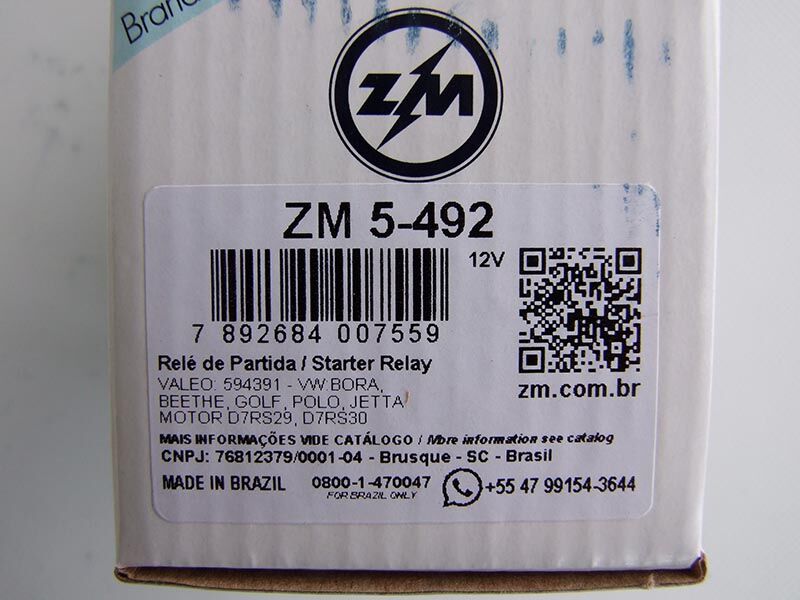 Brand
ZM
ZM 5-492
12V
7 892684 007559
zm.com.br
Relé de Partida / Starter Relay
VALEO: 594391 - VW:BORA,
BEETHE, GOLF, POLO, JETTA
MOTOR D7RS29, D7RS30
MAIS INFORMAÇÕES VIDE CATÁLOGO / More information see catalog
CNPJ: 76812379/0001-04 - Brusque - SC - Brasil
MADE IN BRAZIL 0800-1-470047 +55 47 99154-3644
FOR BRAZIL ONLY